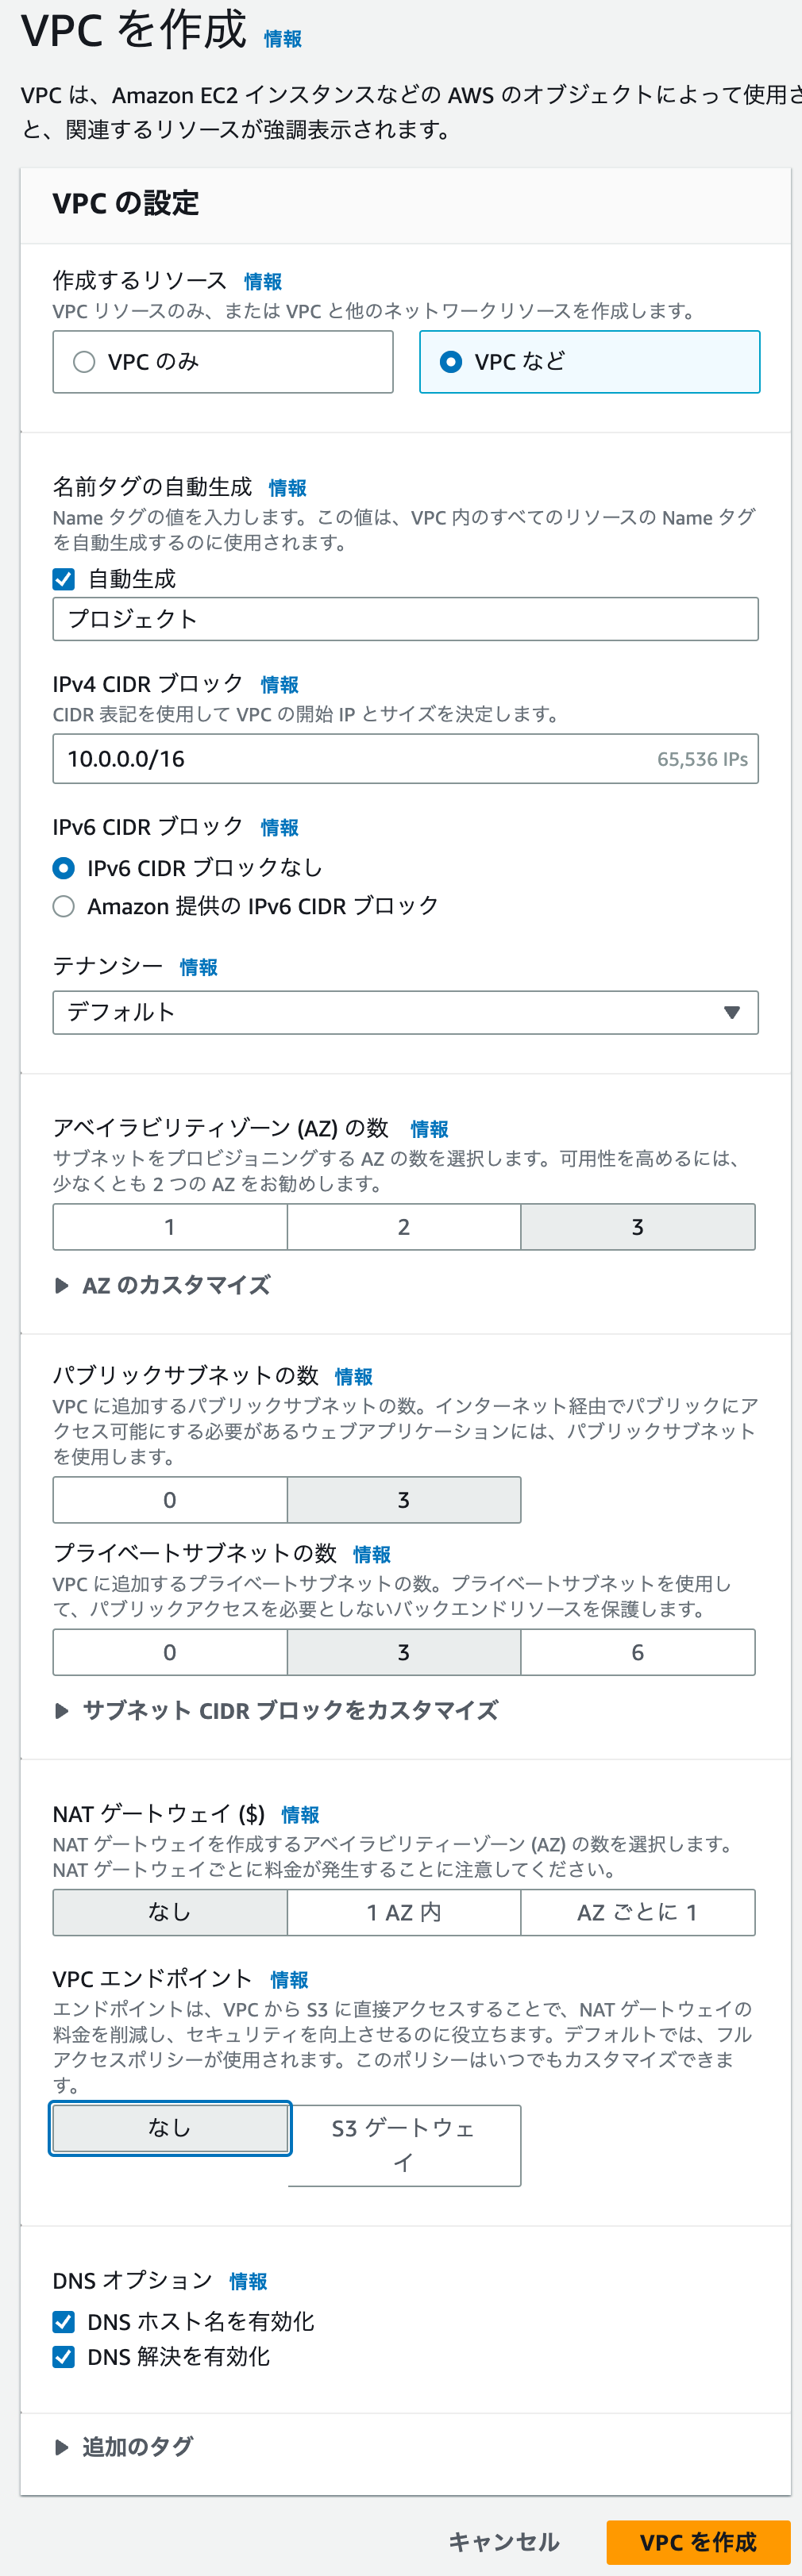 VPC を作成 情報
VPC は、Amazon EC2 インスタンスなどの AWS のオブジェクトによって使用さ
と、関連するリソースが強調表示されます。
VPC の設定
作成するリソース 情報
VPC リソースのみ、または VPC と他のネットワークリソースを作成します。
VPC のみ VPC など
名前タグの自動生成 情報
Name タグの値を入力します。この値は、VPC 内のすべてのリソースの Name タグ
を自動生成するのに使用されます。
自動生成
プロジェクト
IPv4 CIDR ブロック 情報
CIDR 表記を使用して VPC の開始 IP とサイズを決定します。
10.0.0.0/16 65,536 IPs
IPv6 CIDR ブロック 情報
IPv6 CIDR ブロックなし
Amazon 提供の IPv6 CIDR ブロック
テナンシー 情報
デフォルト
アベイラビリティゾーン (AZ) の数 情報
サブネットをプロビジョニングする AZ の数を選択します。可用性を高めるには、
少なくとも 2 つの AZ をお勧めします。
1 2 3
AZ のカスタマイズ
パブリックサブネットの数 情報
VPC に追加するパブリックサブネットの数。インターネット経由でパブリックにア
クセス可能にする必要があるウェブアプリケーションには、パブリックサブネット
を使用します。
0 3
プライベートサブネットの数 情報
VPC に追加するプライベートサブネットの数。プライベートサブネットを使用し
て、パブリックアクセスを必要としないバックエンドリソースを保護します。
0 3 6
サブネット CIDR ブロックをカスタマイズ
NAT ゲートウェイ ($) 情報
NAT ゲートウェイを作成するアベイラビリティーゾーン (AZ) の数を選択します。
NAT ゲートウェイごとに料金が発生することに注意してください。
なし 1 AZ 内 AZ ごとに 1
VPC エンドポイント 情報
エンドポイントは、VPC から S3 に直接アクセスすることで、NAT ゲートウェイの
料金を削減し、セキュリティを向上させるのに役立ちます。デフォルトでは、フル
アクセスポリシーが使用されます。このポリシーはいつでもカスタマイズできま
す。
なし S3 ゲートウェ
イ
DNS オプション 情報
DNS ホスト名を有効化
DNS 解決を有効化
追加のタグ
キャンセル VPC を作成